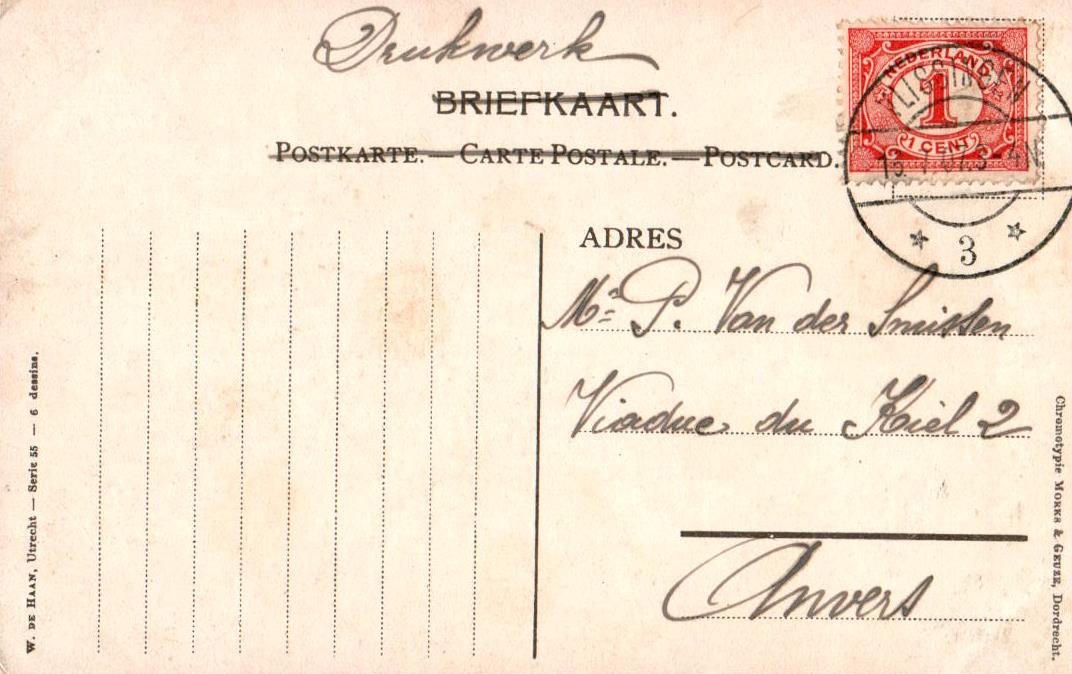 Drukwerk
BRIEFKAART.
POSTKARTE. — CARTE POSTALE. — POSTCARD.
NEDERLAND
1
1 CENT
VLISSINGEN
3
ADRES
Mr P. Van der Smissen
Viaduc du Kiel 2
Anvers
W. DE HAAN, Utrecht — Serie 55 — 6 dessins.
Chromotypie MORKS & GEUZE, Dordrecht.